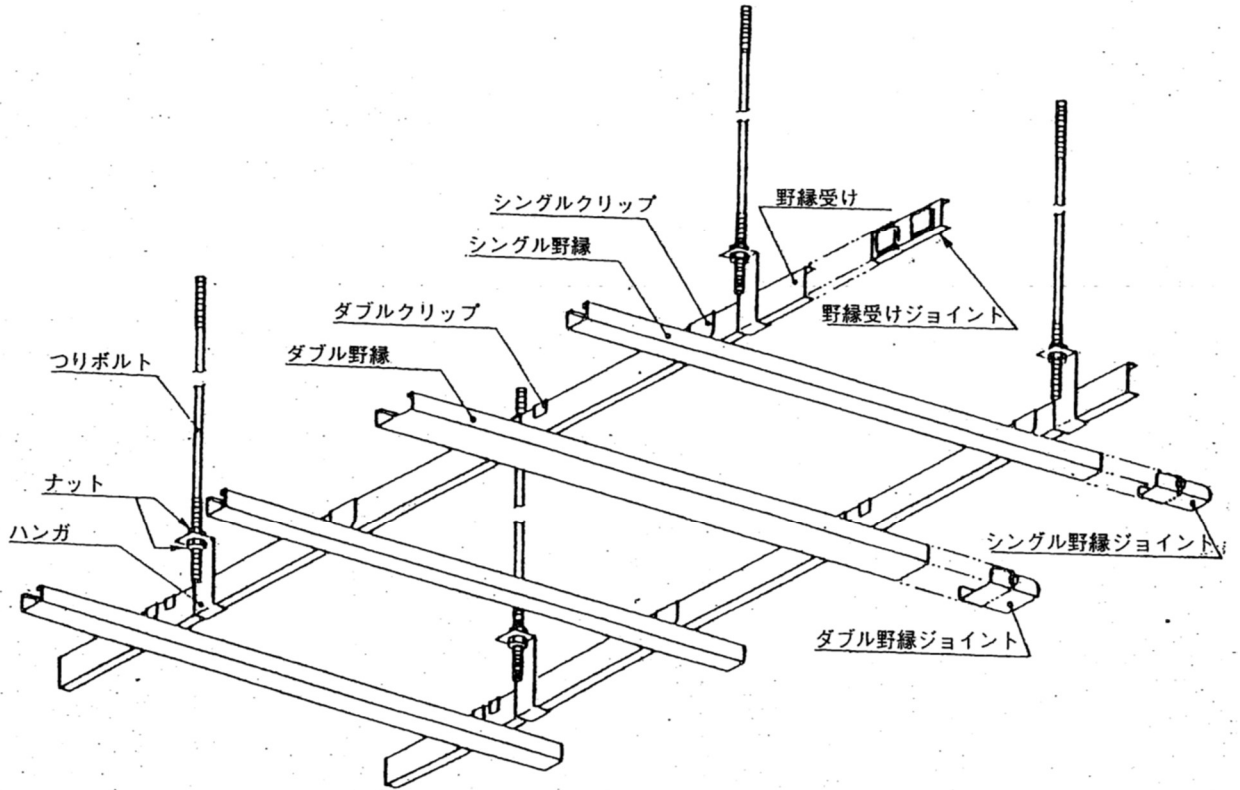 シングルクリップ
野縁受け
シングル野縁
ダブルクリップ
野縁受けジョイント
つりボルト
ダブル野縁
ナット
ハンガ
シングル野縁ジョイント
ダブル野縁ジョイント